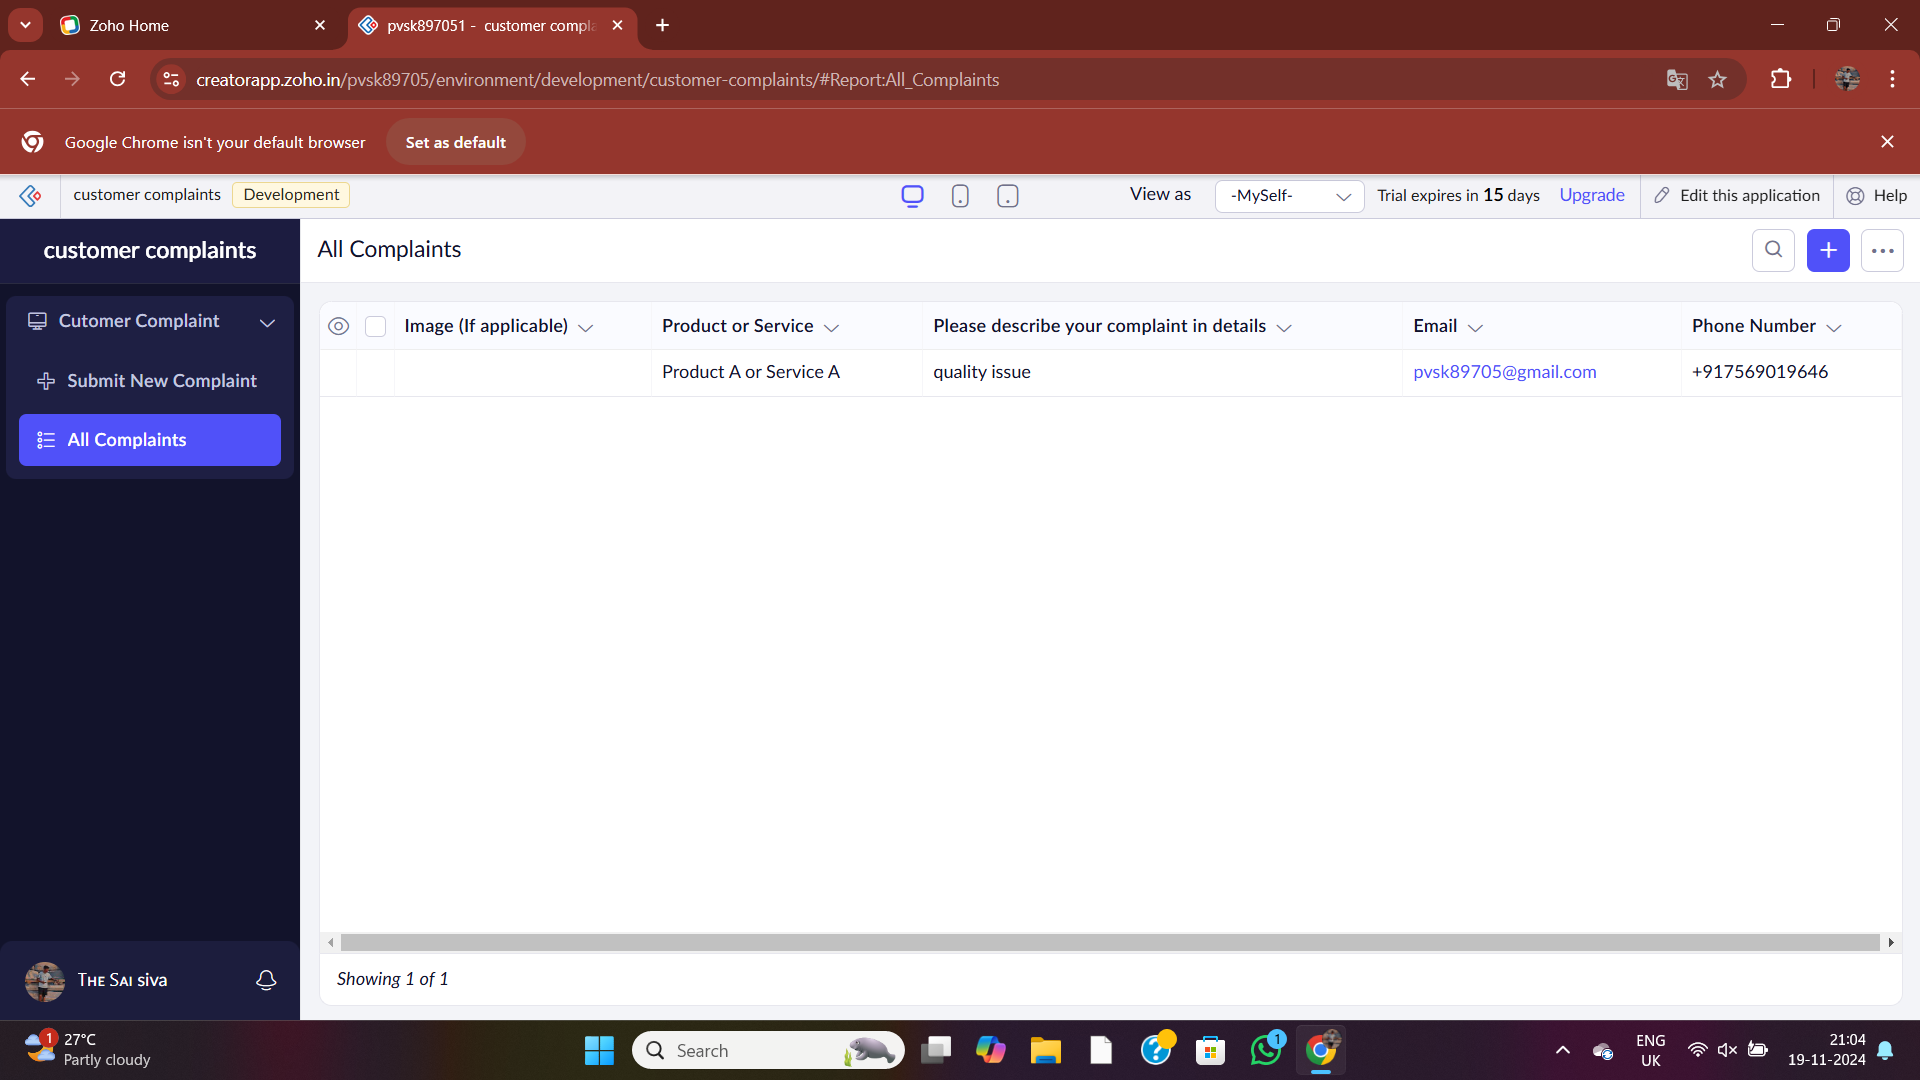 Zoho Home
pvsk897051 - customer compla
creatorapp.zoho.in/pvsk89705/environment/development/customer-complaints/#Report:All_Complaints
Google Chrome isn't your default browser
Set as default
customer complaints
Development
View as
-MySelf-
Trial expires in 15 days
Upgrade
Edit this application
Help
customer complaints
Cutomer Complaint
Submit New Complaint
All Complaints
All Complaints
Image (If applicable)
Product or Service
Please describe your complaint in details
Email
Phone Number
Product A or Service A
quality issue
pvsk89705@gmail.com
+917569019646
Showing 1 of 1
The Sai siva
1
27°C
Partly cloudy
Search
1
ENG
UK
21:04
19-11-2024